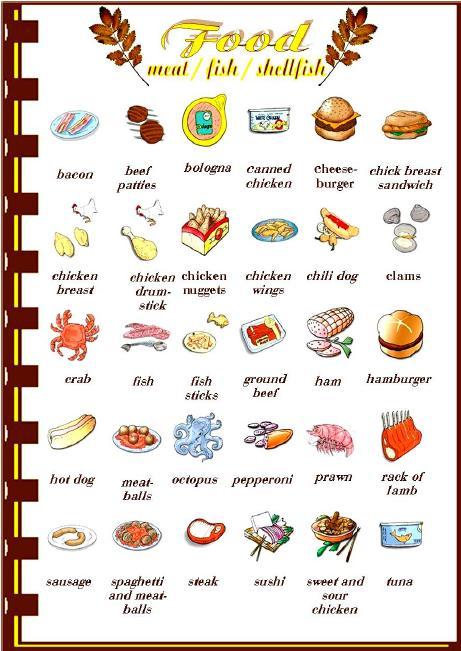 Food
meat / fish / shellfish
bacon
beef
patties
bologna
canned
chicken
cheese-
burger
chick breast
sandwich
chicken
breast
chicken
drum-
stick
chicken
nuggets
chicken
wings
chili dog
clams
crab
fish
fish
sticks
ground
beef
ham
hamburger
hot dog
meat-
balls
octopus
pepperoni
prawn
rack of
lamb
sausage
spaghetti
and meat-
balls
steak
sushi
sweet and
sour
chicken
tuna